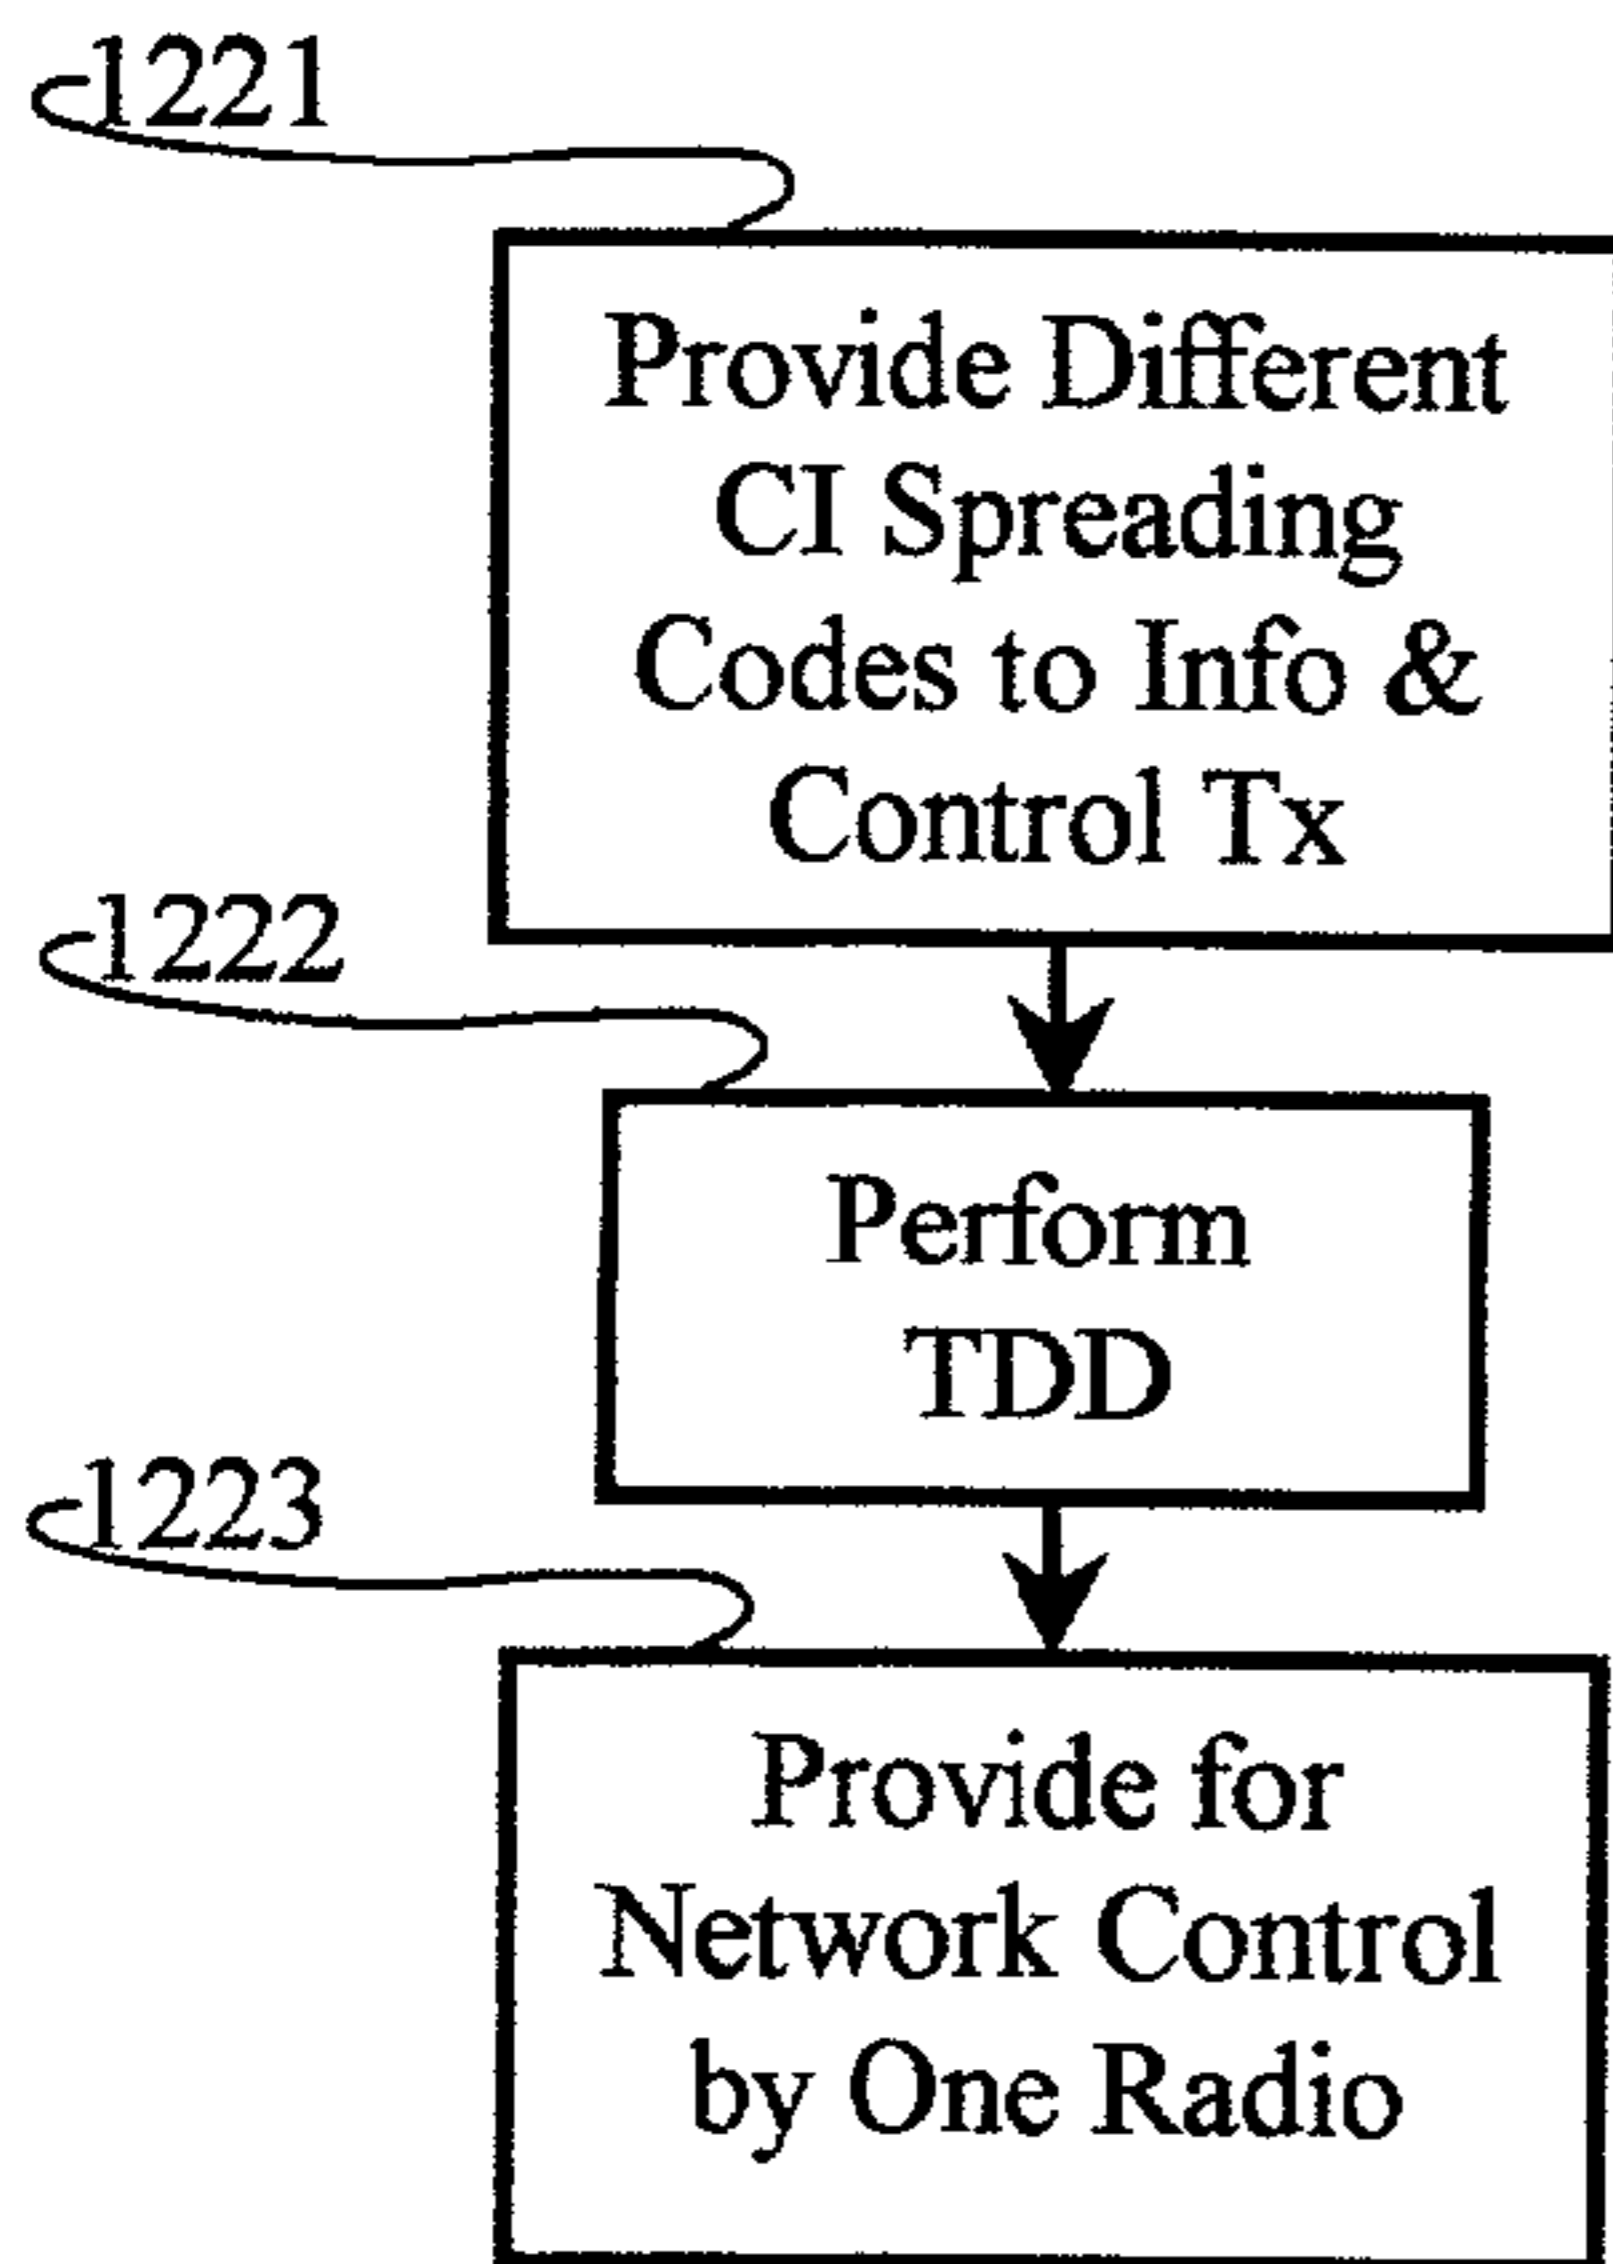 1221
Provide Different
CI Spreading
Codes to Info &
Control Tx
1222
Perform
TDD
1223
Provide for
Network Control
by One Radio